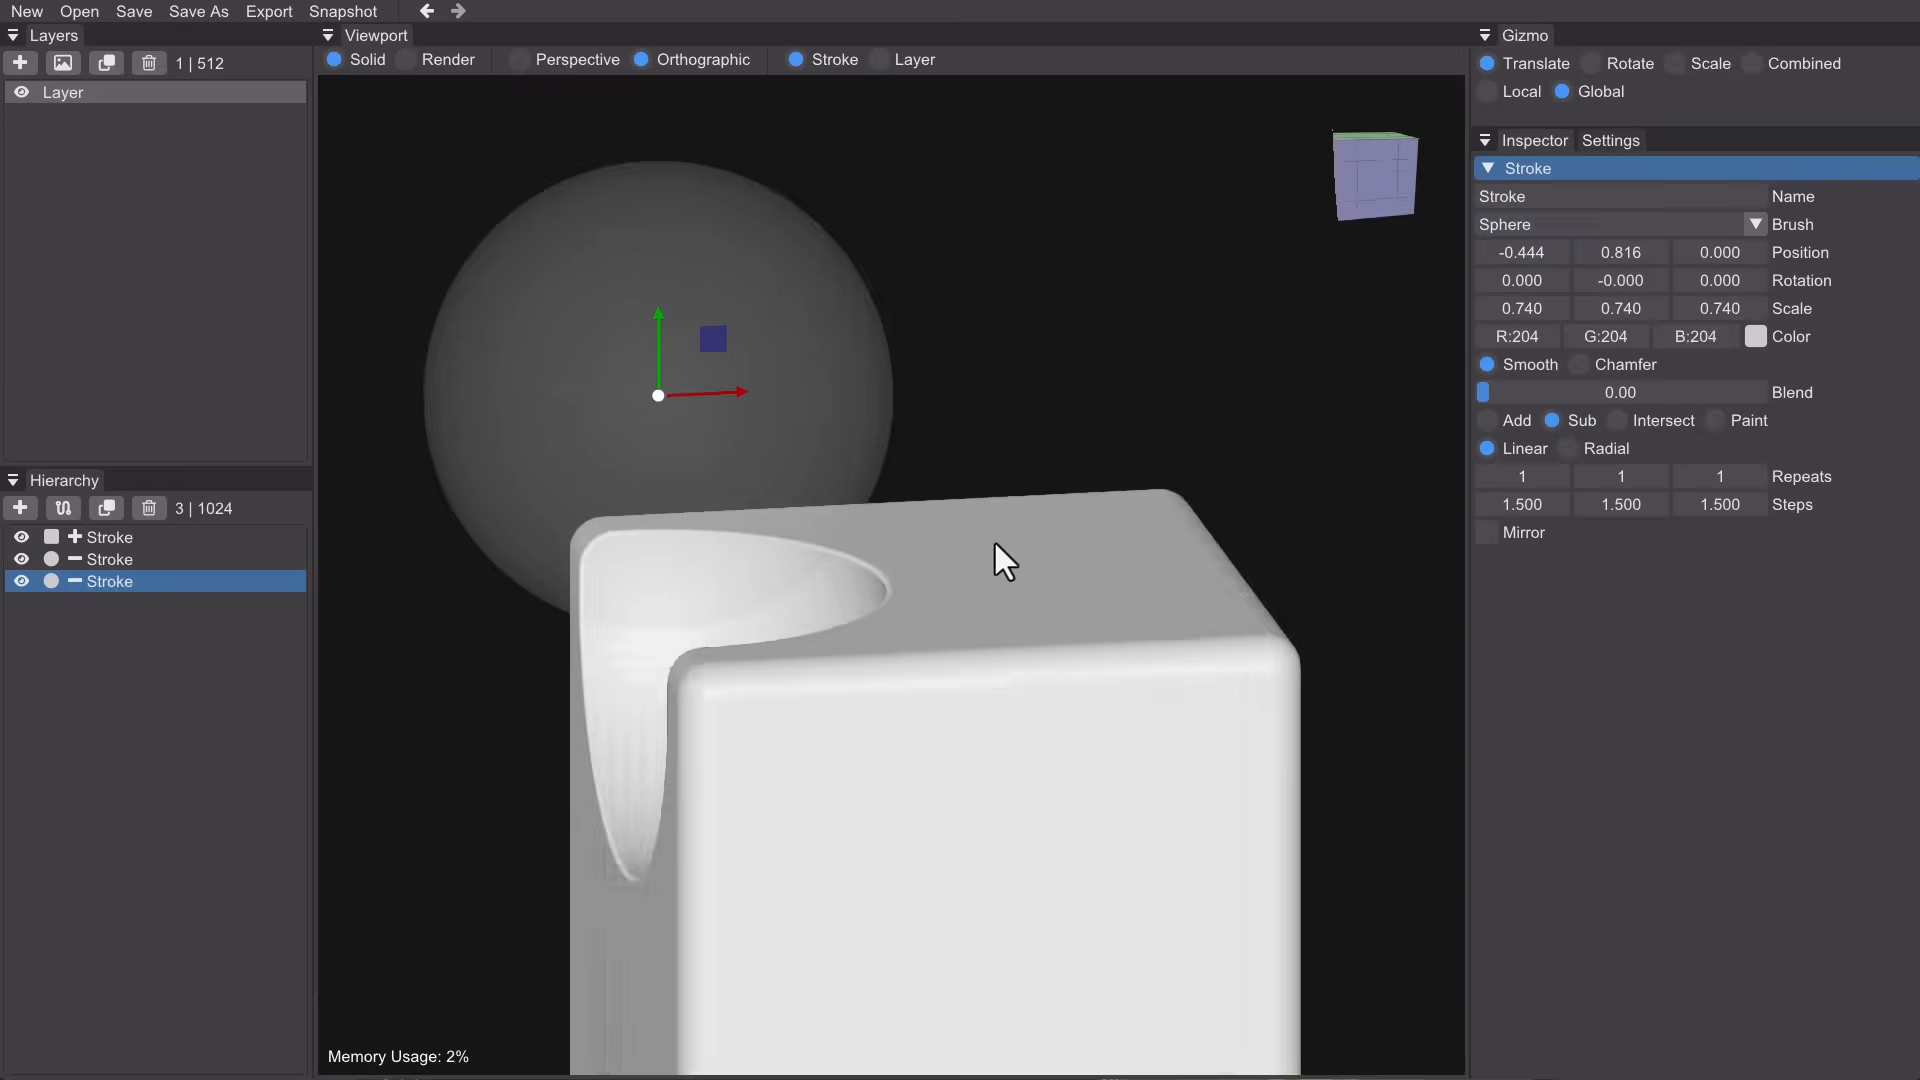 New Open Save Save As Export Snapshot
Layers
1 | 512
Layer
Hierarchy
3 | 1024
Stroke
Stroke
Stroke
Viewport
Solid Render Perspective Orthographic Stroke Layer
Memory Usage: 2%
Gizmo
Translate Rotate Scale Combined
Local Global
Inspector Settings
Stroke
Stroke Name
Sphere Brush
-0.444 0.816 0.000 Position
0.000 -0.000 0.000 Rotation
0.740 0.740 0.740 Scale
R:204 G:204 B:204 Color
Smooth Chamfer
0.00 Blend
Add Sub Intersect Paint
Linear Radial
1 1 1 Repeats
1.500 1.500 1.500 Steps
Mirror